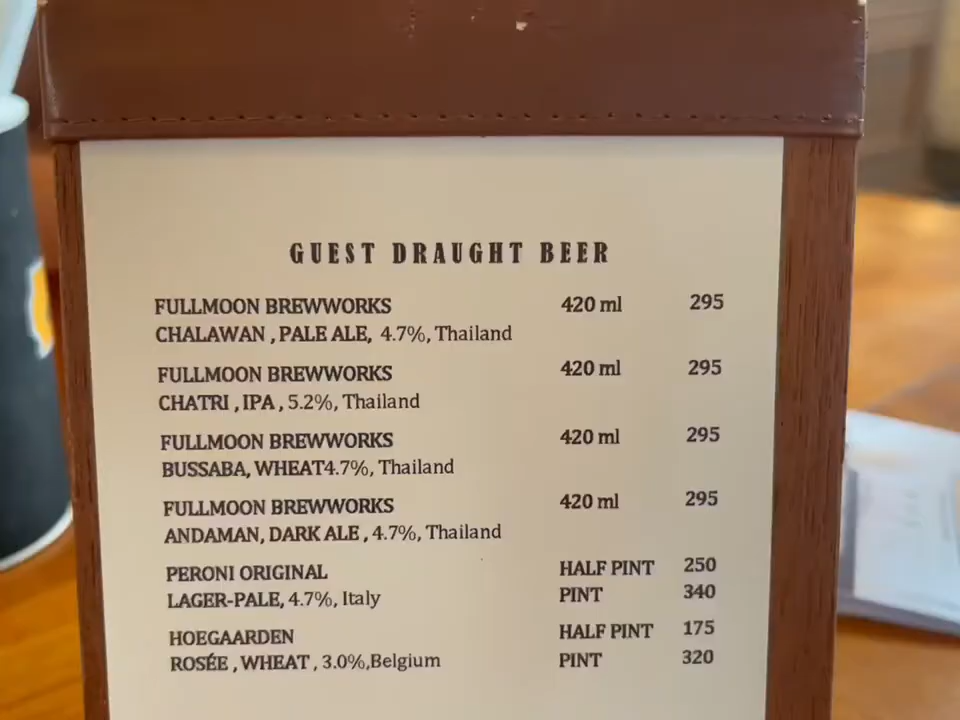 GUEST DRAUGHT BEER
FULLMOON BREWWORKS 420 ml 295
CHALAWAN , PALE ALE, 4.7%, Thailand
FULLMOON BREWWORKS 420 ml 295
CHATRI , IPA , 5.2%, Thailand
FULLMOON BREWWORKS 420 ml 295
BUSSABA, WHEAT4.7%, Thailand
FULLMOON BREWWORKS 420 ml 295
ANDAMAN, DARK ALE , 4.7%, Thailand
PERONI ORIGINAL HALF PINT 250
LAGER-PALE, 4.7%, Italy PINT 340
HOEGAARDEN HALF PINT 175
ROSÉE , WHEAT , 3.0%,Belgium PINT 320